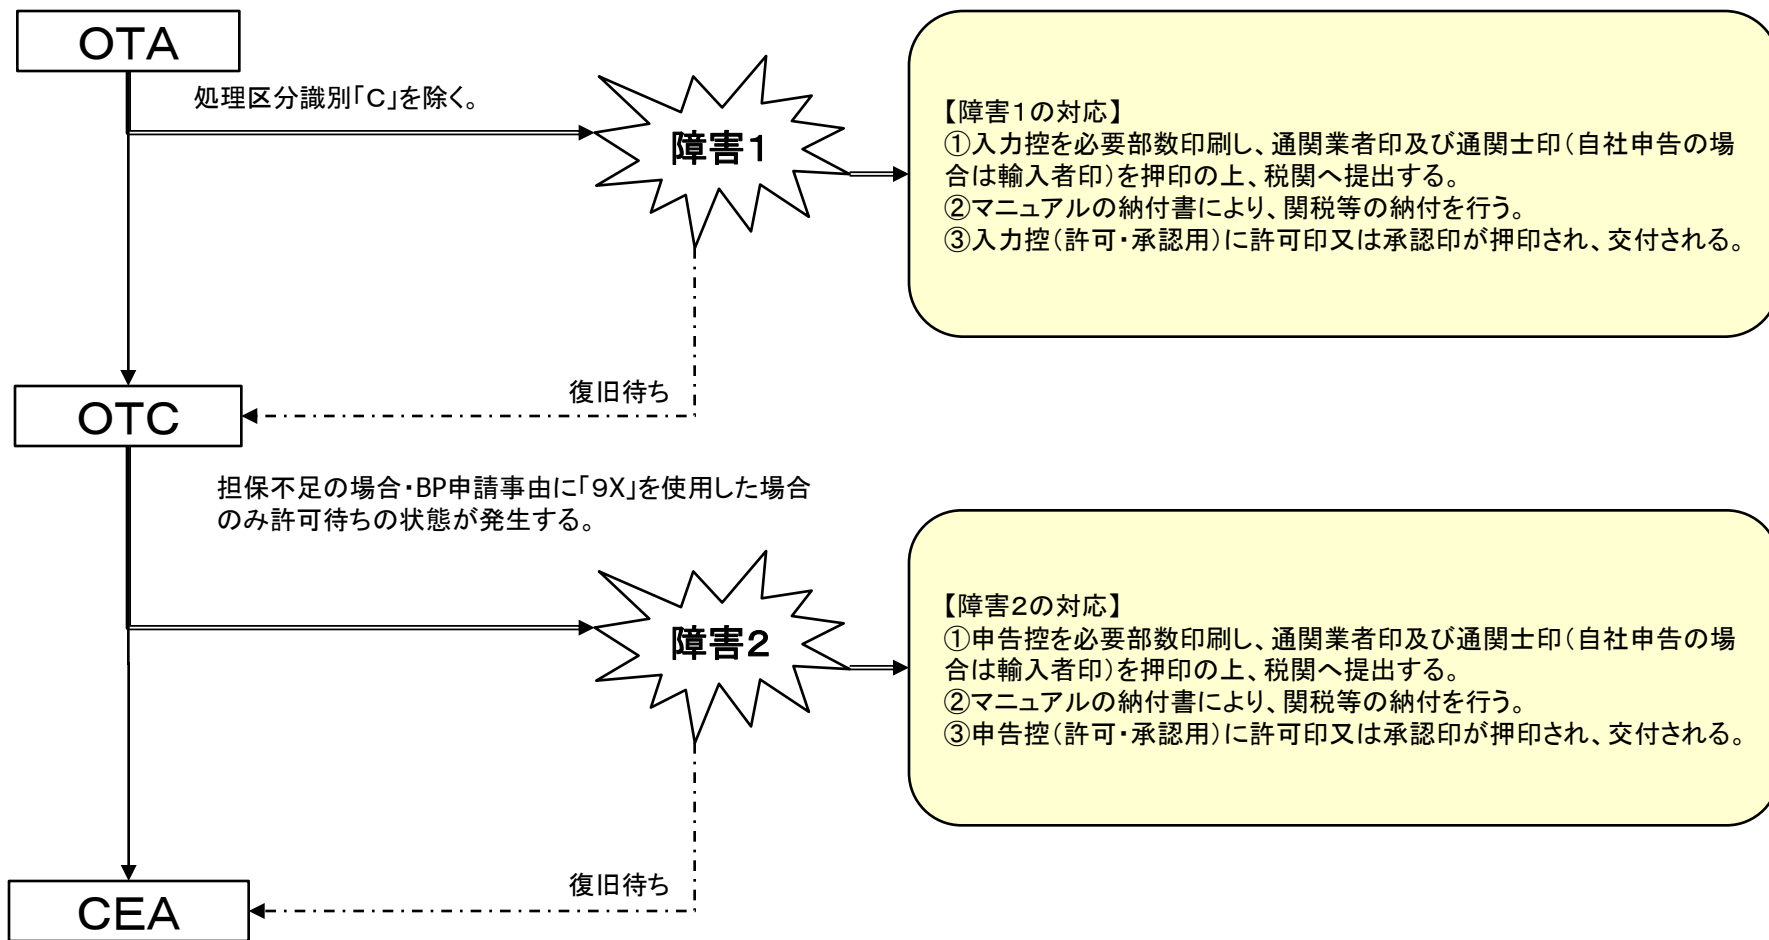 OTA
処理区分識別「C」を除く。
障害1
【障害1の対応】
①入力控を必要部数印刷し、通関業者印及び通関士印(自社申告の場
合は輸入者印)を押印の上、税関へ提出する。
②マニュアルの納付書により、関税等の納付を行う。
③入力控(許可・承認用)に許可印又は承認印が押印され、交付される。
復旧待ち
OTC
担保不足の場合・BP申請事由に「9X」を使用した場合
のみ許可待ちの状態が発生する。
障害2
【障害2の対応】
①申告控を必要部数印刷し、通関業者印及び通関士印(自社申告の場
合は輸入者印)を押印の上、税関へ提出する。
②マニュアルの納付書により、関税等の納付を行う。
③申告控(許可・承認用)に許可印又は承認印が押印され、交付される。
復旧待ち
CEA